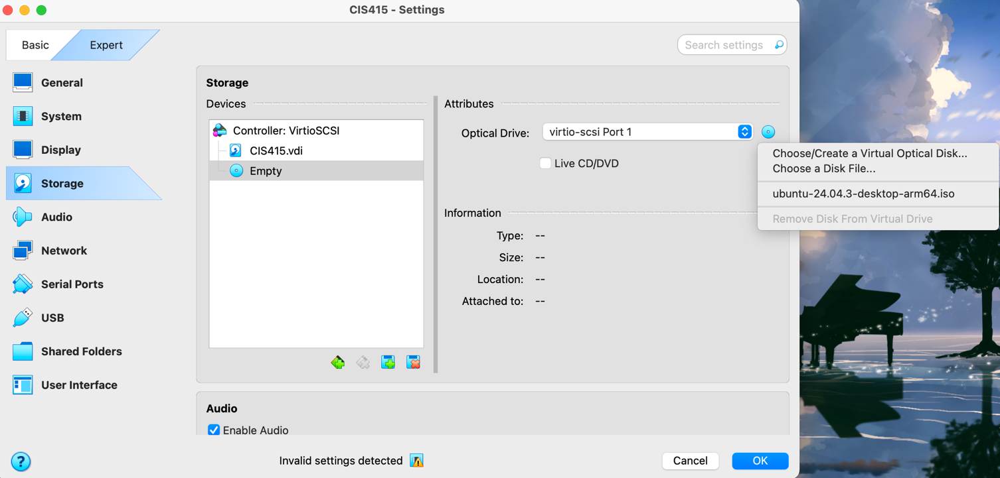 CIS415 - Settings
Basic
Expert
Search settings
General
System
Display
Storage
Audio
Network
Serial Ports
USB
Shared Folders
User Interface
Storage
Devices
Controller: VirtioSCSI
CIS415.vdi
Empty
Attributes
Optical Drive: virtio-scsi Port 1
Live CD/DVD
Choose/Create a Virtual Optical Disk...
Choose a Disk File...
ubuntu-24.04.3-desktop-arm64.iso
Remove Disk From Virtual Drive
Information
Type: --
Size: --
Location: --
Attached to: --
Audio
Enable Audio
?
Invalid settings detected
Cancel
OK